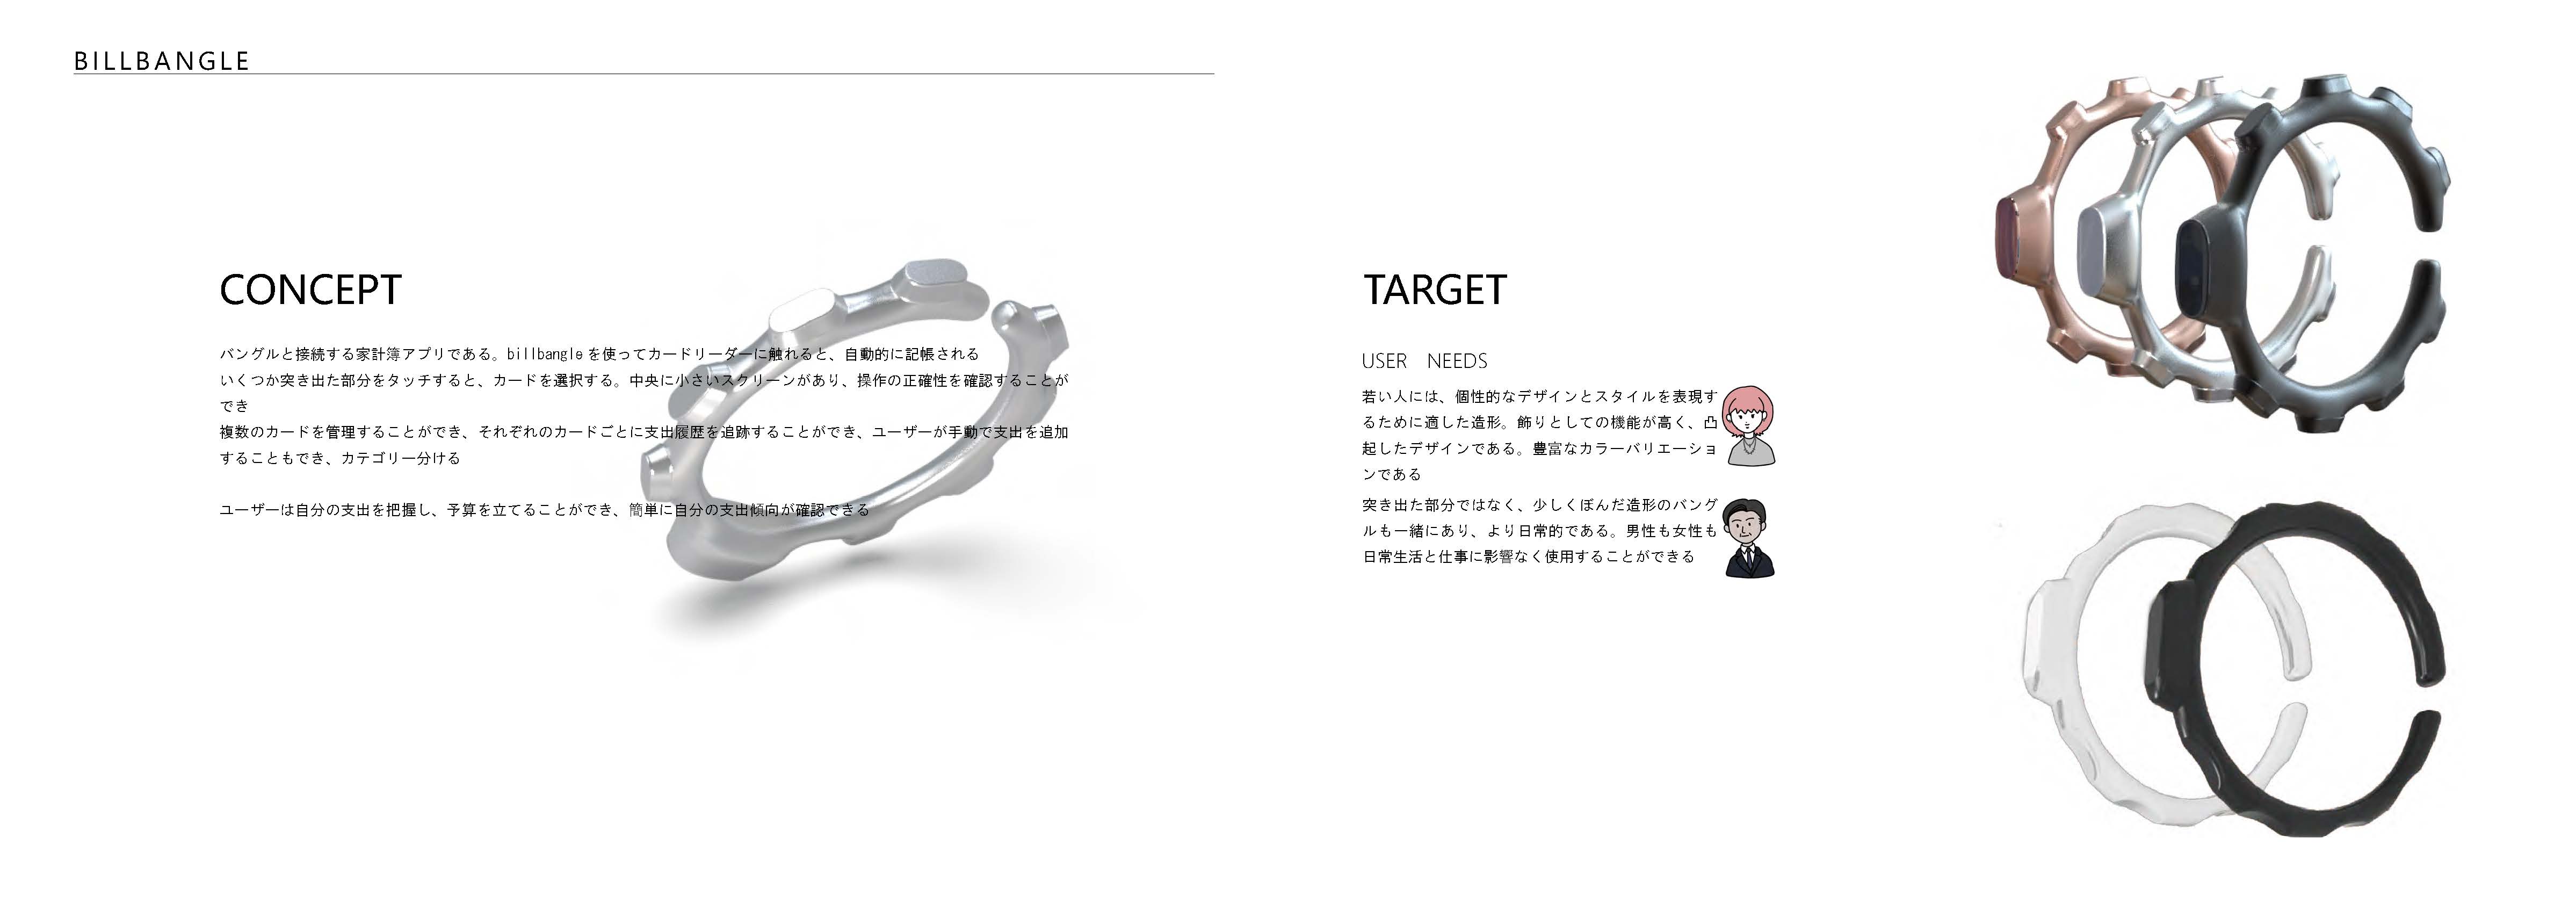 BILLBANGLE
CONCEPT
バングルと接続する家計簿アプリである。billbangle を使ってカードリーダーに触れると、自動的に記帳される
いくつか突き出た部分をタッチすると、カードを選択する。中央に小さいスクリーンがあり、操作の正確性を確認することが
でき
複数のカードを管理することができ、それぞれのカードごとに支出履歴を追跡することができ、ユーザーが手動で支出を追加
することもでき、カテゴリー分ける
ユーザーは自分の支出を把握し、予算を立てることができ、簡単に自分の支出傾向が確認できる
TARGET
USER　NEEDS
若い人には、個性的なデザインとスタイルを表現す
るために適した造形。飾りとしての機能が高く、凸
起したデザインである。豊富なカラーバリエーショ
ンである
突き出た部分ではなく、少しくぼんだ造形のバング
ルも一緒にあり、より日常的である。男性も女性も
日常生活と仕事に影響なく使用することができる